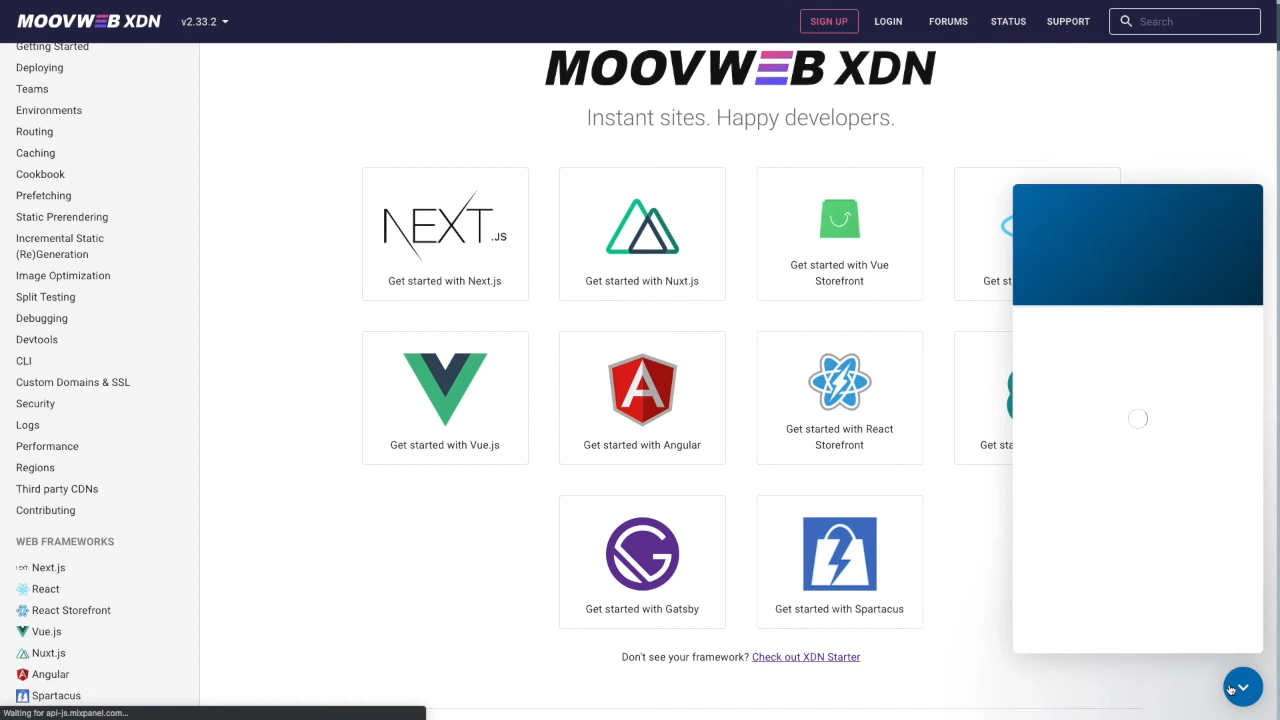 MOOVWEB XDN
v2.33.2
SIGN UP
LOGIN
FORUMS
STATUS
SUPPORT
Search
Getting Started
Deploying
Teams
Environments
Routing
Caching
Cookbook
Prefetching
Static Prerendering
Incremental Static
(Re)Generation
Image Optimization
Split Testing
Debugging
Devtools
CLI
Custom Domains & SSL
Security
Logs
Performance
Regions
Third party CDNs
Contributing
WEB FRAMEWORKS
Next.js
React
React Storefront
Vue.js
Nuxt.js
Angular
Spartacus
MOOVWEB XDN
Instant sites. Happy developers.
NEXT.JS
Get started with Next.js
Get started with Nuxt.js
Get started with Vue
Storefront
Get st
Get started with Vue.js
Get started with Angular
Get started with React
Storefront
Get sta
Get started with Gatsby
Get started with Spartacus
Don't see your framework? Check out XDN Starter
Waiting for api-js.mixpanel.com...